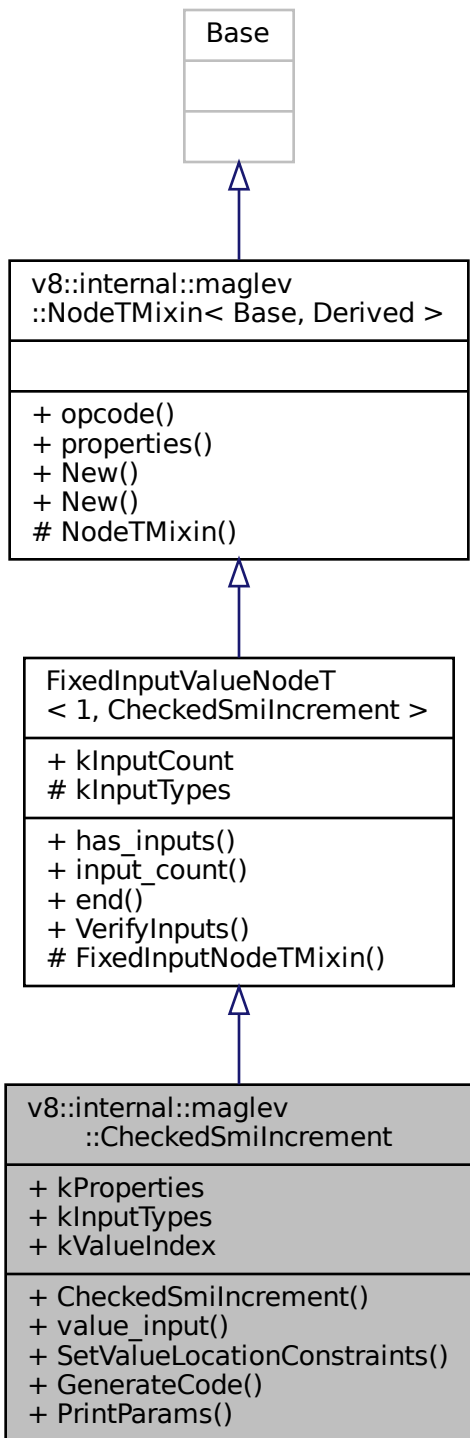 Base
v8::internal::maglev
::NodeTMixin< Base, Derived >
+ opcode()
+ properties()
+ New()
+ New()
# NodeTMixin()
FixedInputValueNodeT
< 1, CheckedSmiIncrement >
+ kInputCount
# kInputTypes
+ has_inputs()
+ input_count()
+ end()
+ VerifyInputs()
# FixedInputNodeTMixin()
v8::internal::maglev
::CheckedSmiIncrement
+ kProperties
+ kInputTypes
+ kValueIndex
+ CheckedSmiIncrement()
+ value_input()
+ SetValueLocationConstraints()
+ GenerateCode()
+ PrintParams()